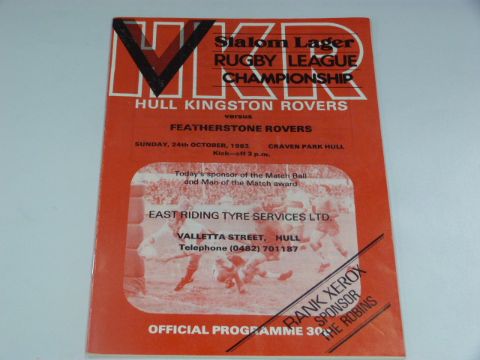 HKR
Slalom Lager
RUGBY LEAGUE
CHAMPIONSHIP
HULL KINGSTON ROVERS
versus
FEATHERSTONE ROVERS
SUNDAY, 24th OCTOBER, 1982 CRAVEN PARK HULL
Kick-off 3 p.m.
Today's sponsor of the Match Ball
and Man of the Match award
EAST RIDING TYRE SERVICES LTD.
VALLETTA STREET, HULL
Telephone (0482) 701187
RANK XEROX
SPONSOR
THE ROBINS
OFFICIAL PROGRAMME 30p